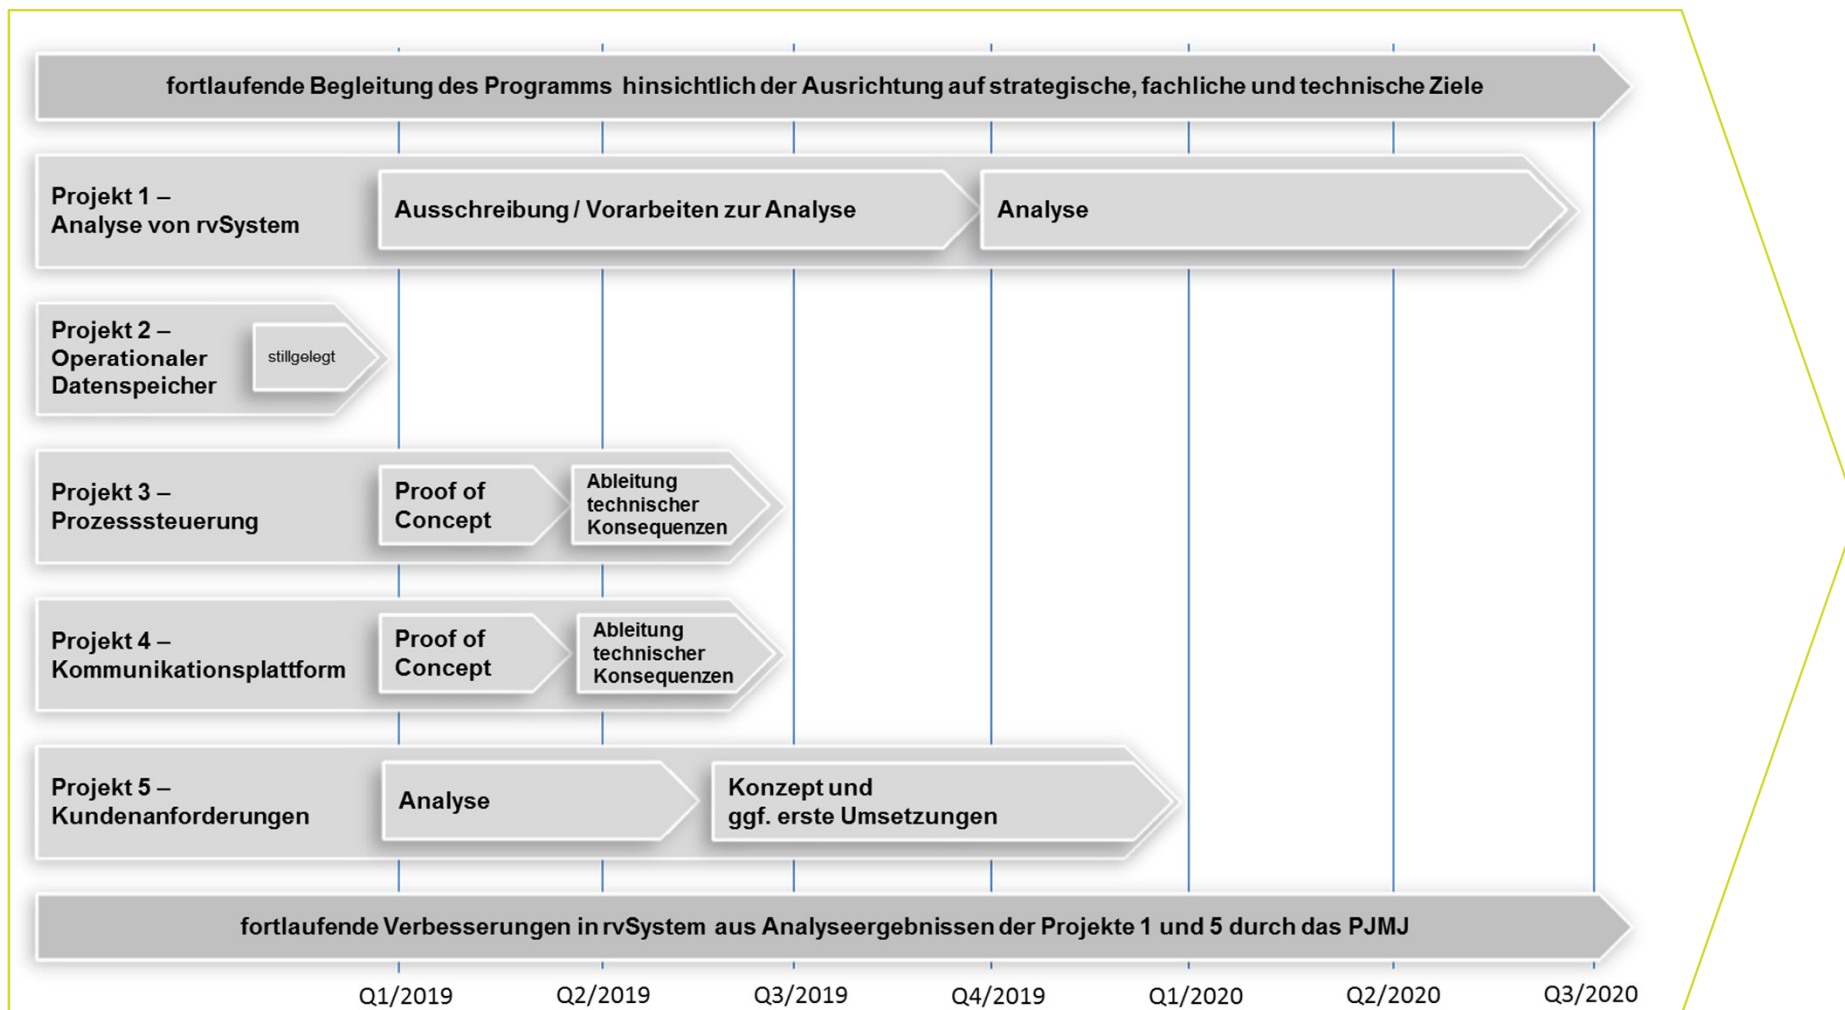 fortlaufende Begleitung des Programms hinsichtlich der Ausrichtung auf strategische, fachliche und technische Ziele
Projekt 1 –
Analyse von rvSystem
Ausschreibung / Vorarbeiten zur Analyse
Analyse
Projekt 2 –
Operationaler
Datenspeicher
stillgelegt
Projekt 3 –
Prozesssteuerung
Proof of
Concept
Ableitung
technischer
Konsequenzen
Projekt 4 –
Kommunikationsplattform
Proof of
Concept
Ableitung
technischer
Konsequenzen
Projekt 5 –
Kundenanforderungen
Analyse
Konzept und
ggf. erste Umsetzungen
fortlaufende Verbesserungen in rvSystem aus Analyseergebnissen der Projekte 1 und 5 durch das PJMJ
Q1/2019 Q2/2019 Q3/2019 Q4/2019 Q1/2020 Q2/2020 Q3/2020